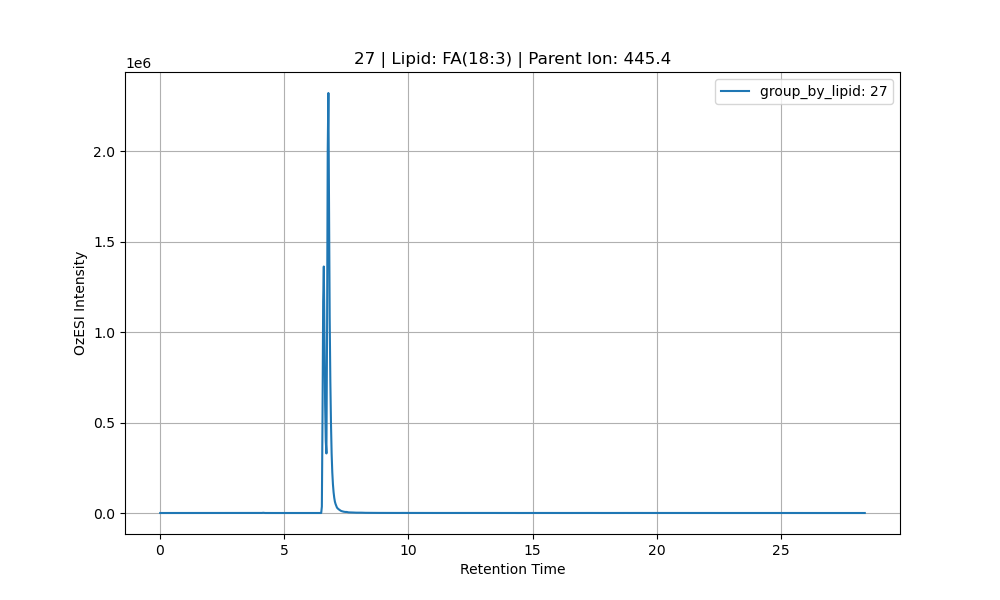 27 | Lipid: FA(18:3) | Parent Ion: 445.4
1e6
group_by_lipid: 27
2.0
1.5
1.0
0.5
0.0
OzESI Intensity
0 5 10 15 20 25
Retention Time